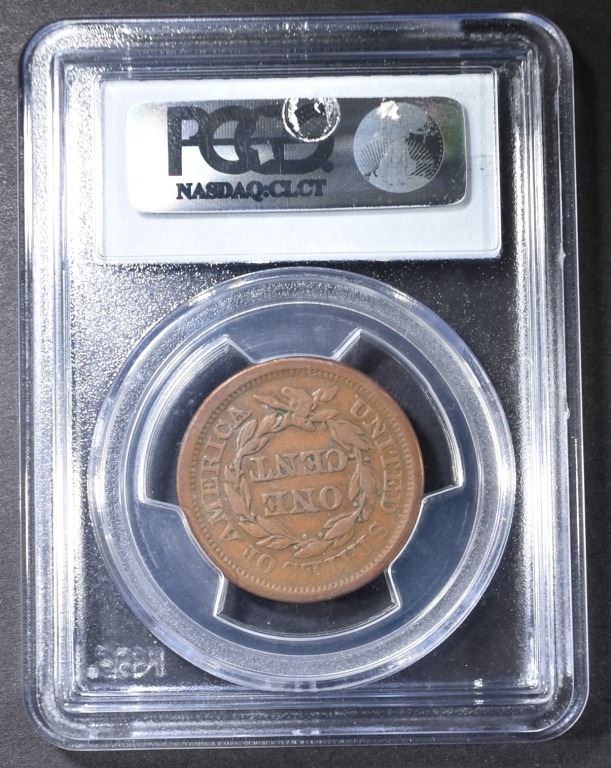 PCGS.
NASDAQ:CLCT
UNITED STATES OF AMERICA
ONE
CENT